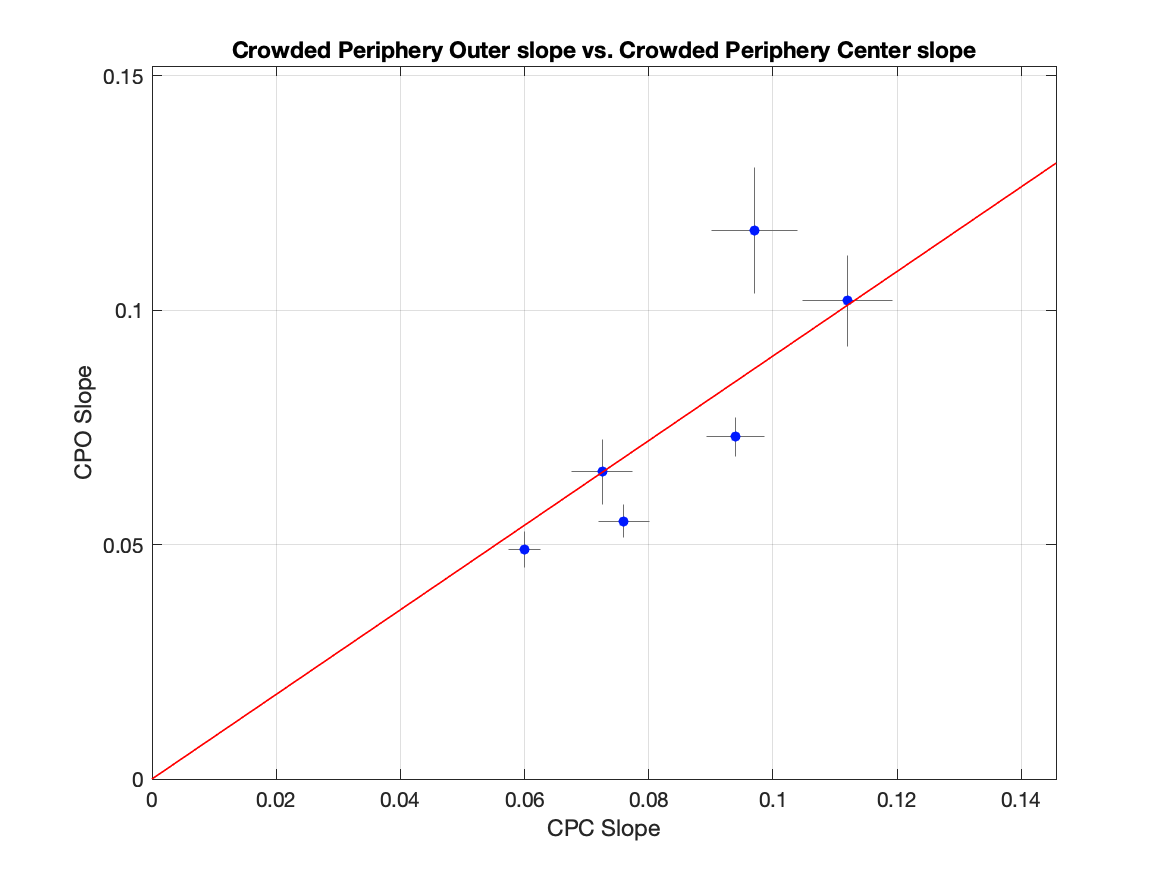 Crowded Periphery Outer slope vs. Crowded Periphery Center slope
0.15
0.1
0.05
0
CPO Slope
0 0.02 0.04 0.06 0.08 0.1 0.12 0.14
CPC Slope